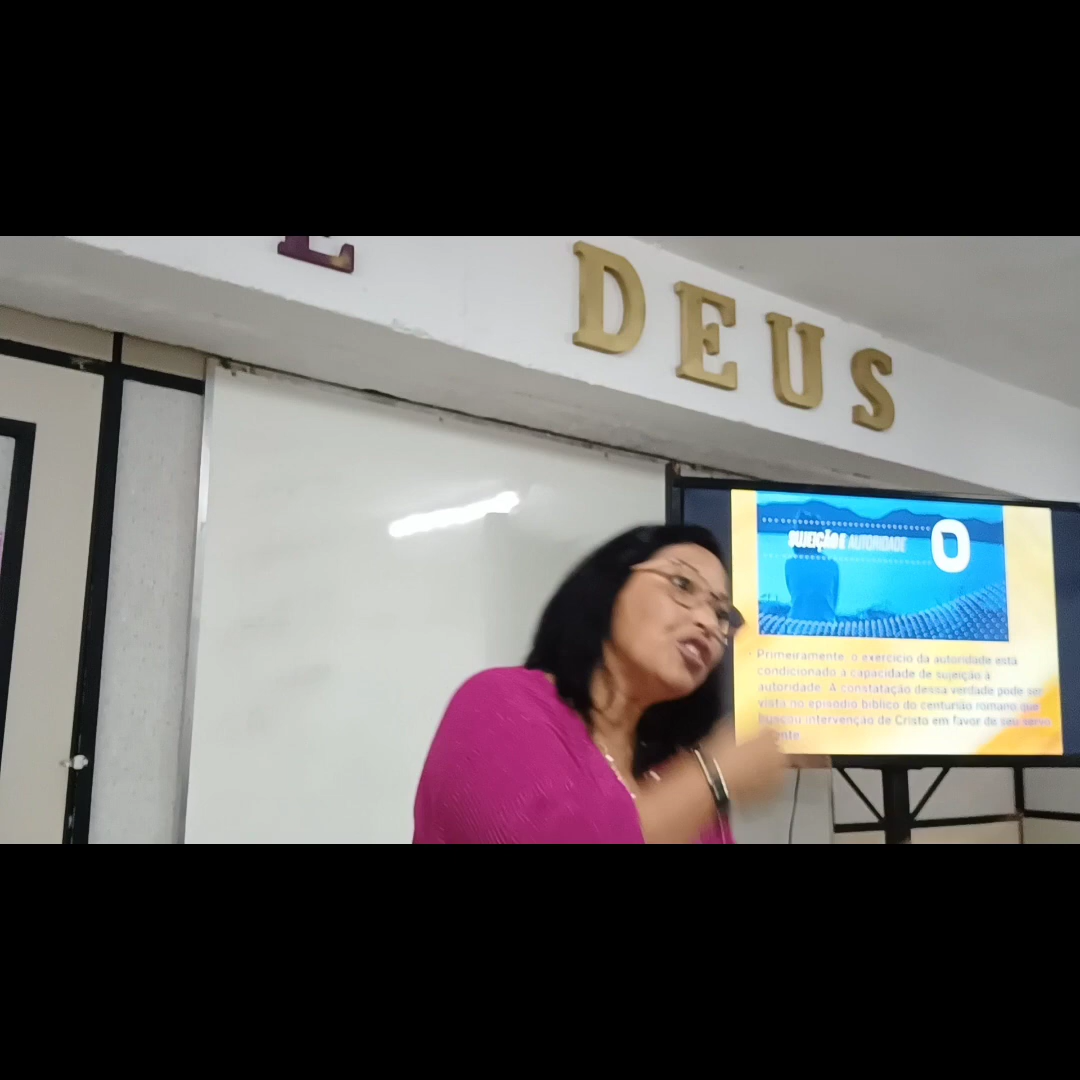 E DEUS
SUJEIÇÃO E AUTORIDADE
Primeiramente, o exercício da autoridade está
condicionado a capacidade de sujeição à
autoridade. A constatação dessa verdade pode ser
vista no episódio bíblico do centurião romano que
buscou intervenção de Cristo em favor de seu servo